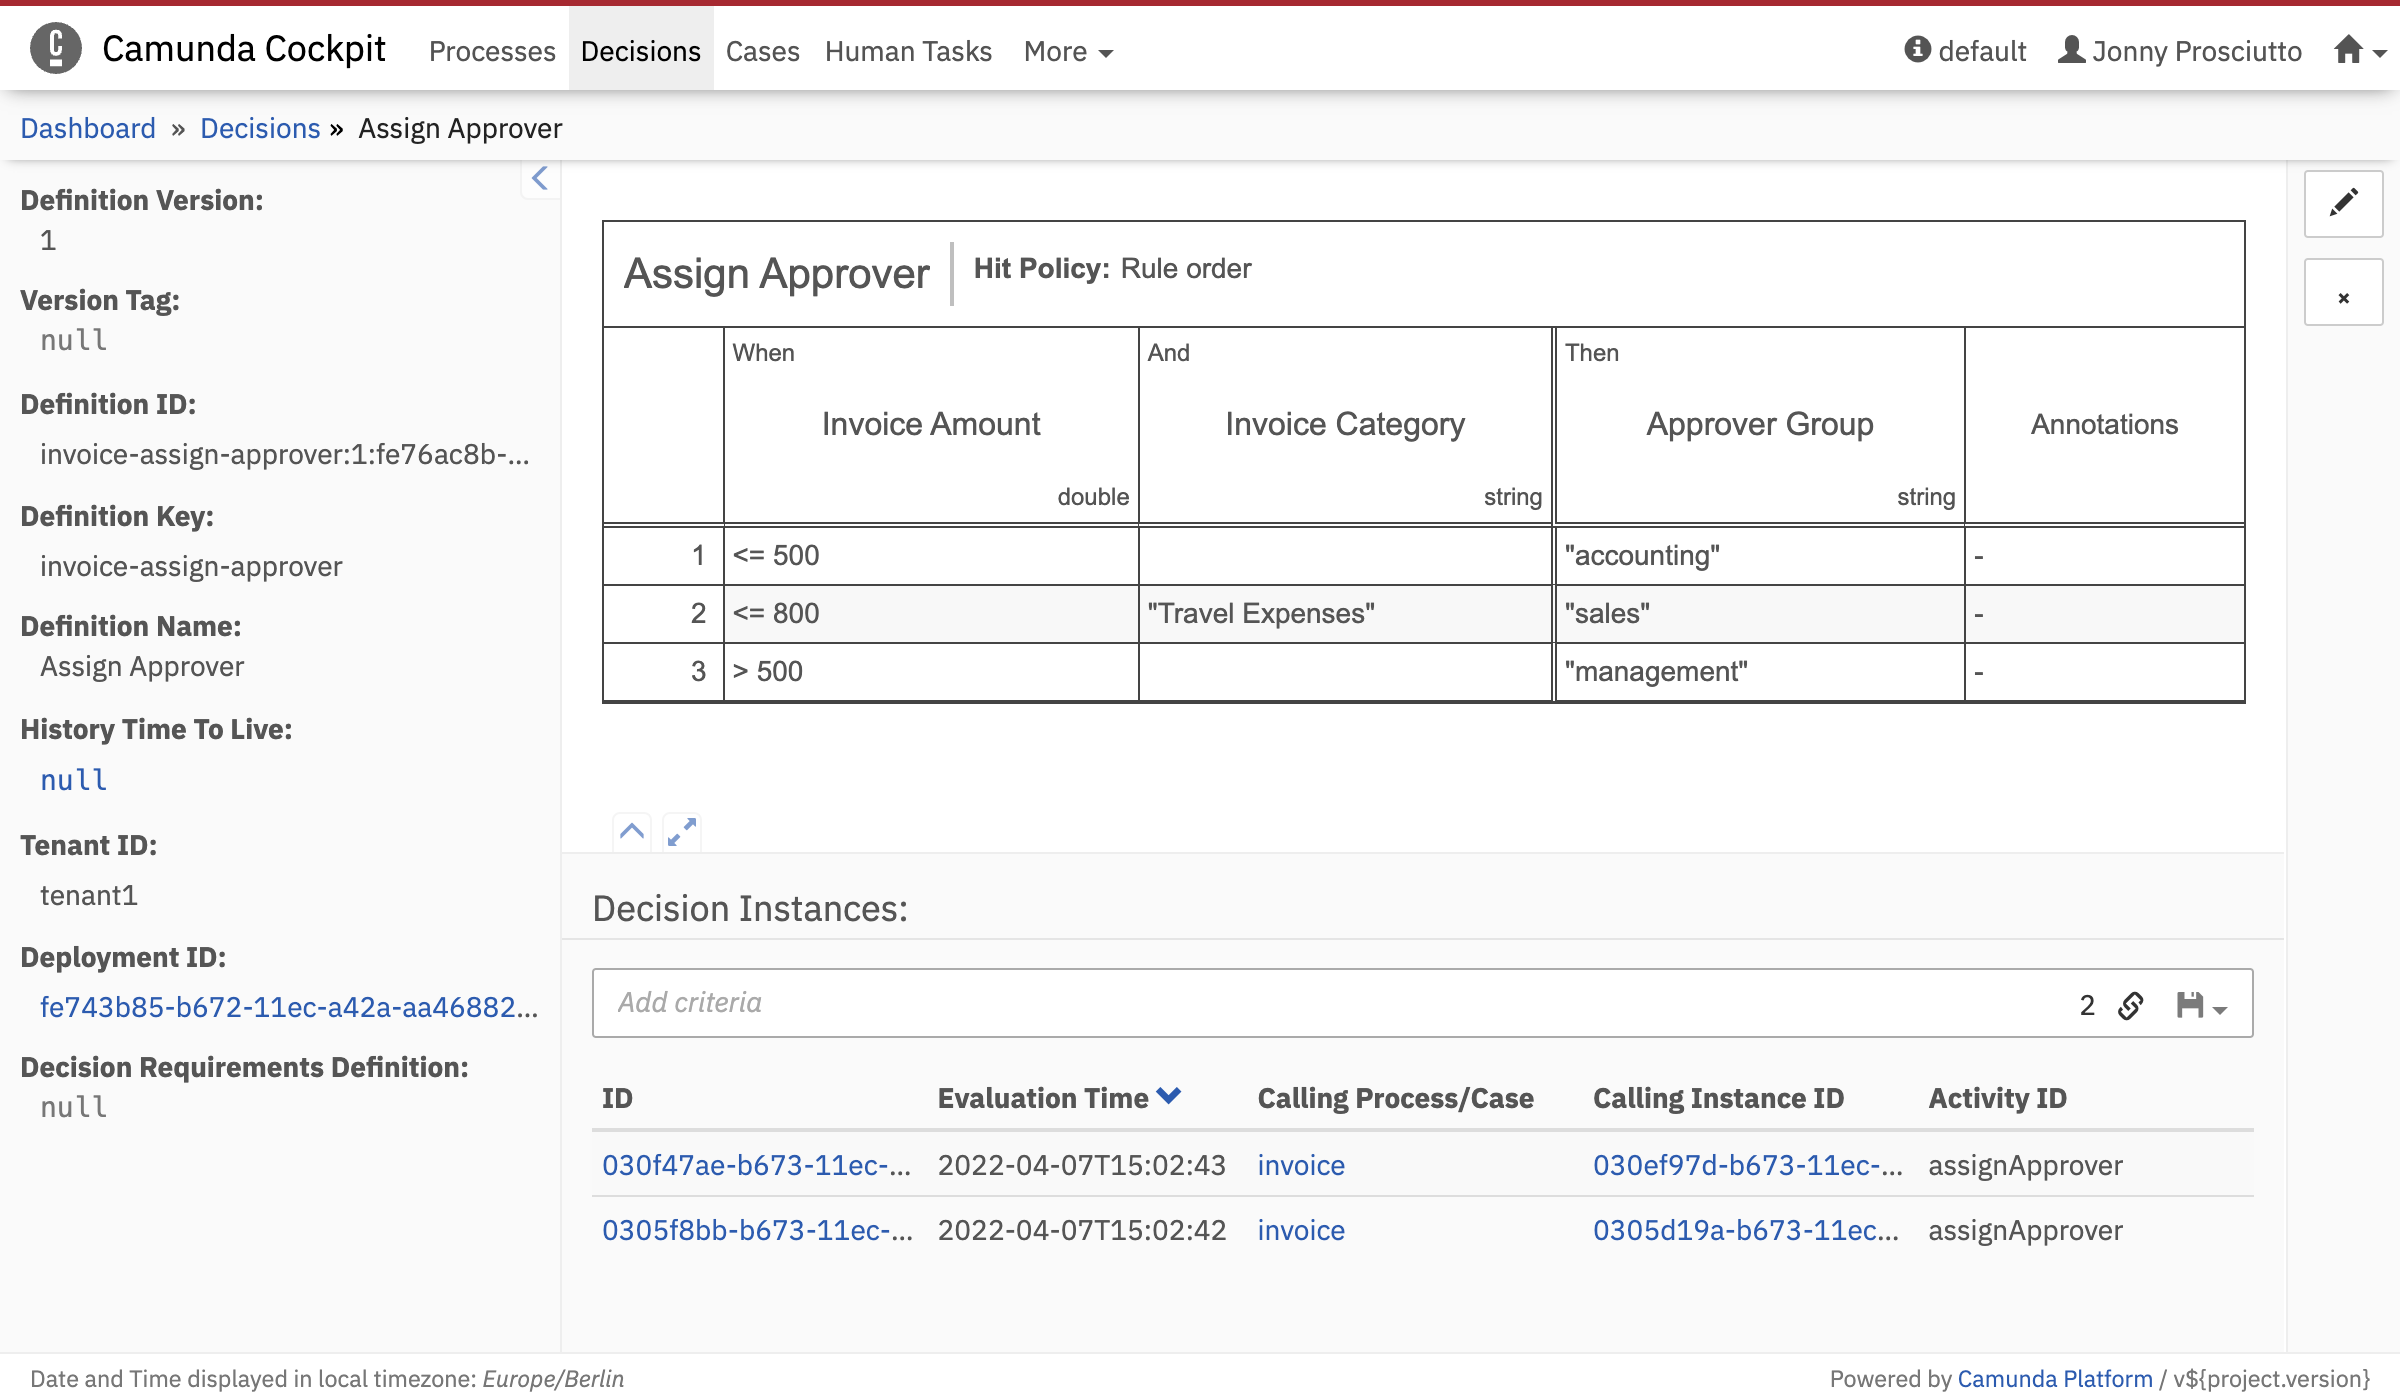 Camunda Cockpit Processes Decisions Cases Human Tasks More default Jonny Prosciutto
Dashboard » Decisions » Assign Approver
Definition Version:
1
Version Tag:
null
Definition ID:
invoice-assign-approver:1:fe76ac8b-...
Definition Key:
invoice-assign-approver
Definition Name:
Assign Approver
History Time To Live:
null
Tenant ID:
tenant1
Deployment ID:
fe743b85-b672-11ec-a42a-aa46882...
Decision Requirements Definition:
null
Assign Approver Hit Policy: Rule order
When And Then
Invoice Amount Invoice Category Approver Group Annotations
double string string
1 <= 500 "accounting" -
2 <= 800 "Travel Expenses" "sales" -
3 > 500 "management" -
Decision Instances:
Add criteria 2
ID Evaluation Time Calling Process/Case Calling Instance ID Activity ID
030f47ae-b673-11ec-... 2022-04-07T15:02:43 invoice 030ef97d-b673-11ec-... assignApprover
0305f8bb-b673-11ec-... 2022-04-07T15:02:42 invoice 0305d19a-b673-11ec... assignApprover
Date and Time displayed in local timezone: Europe/Berlin Powered by Camunda Platform / v${project.version}